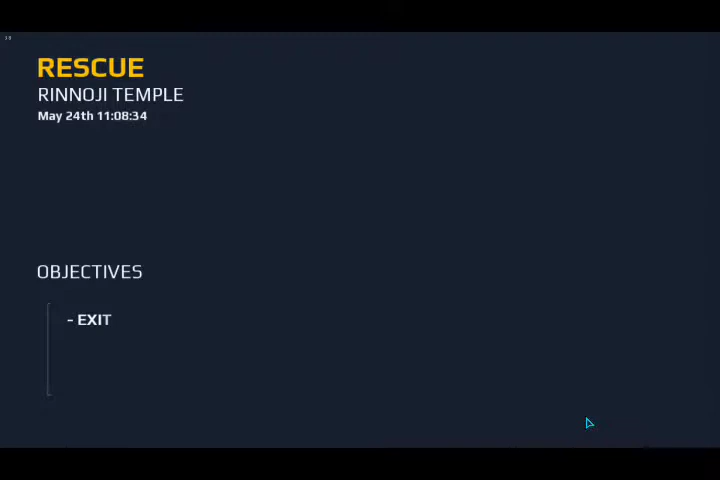 RESCUE
RINNOJI TEMPLE
May 24th 11:08:34
OBJECTIVES
- EXIT